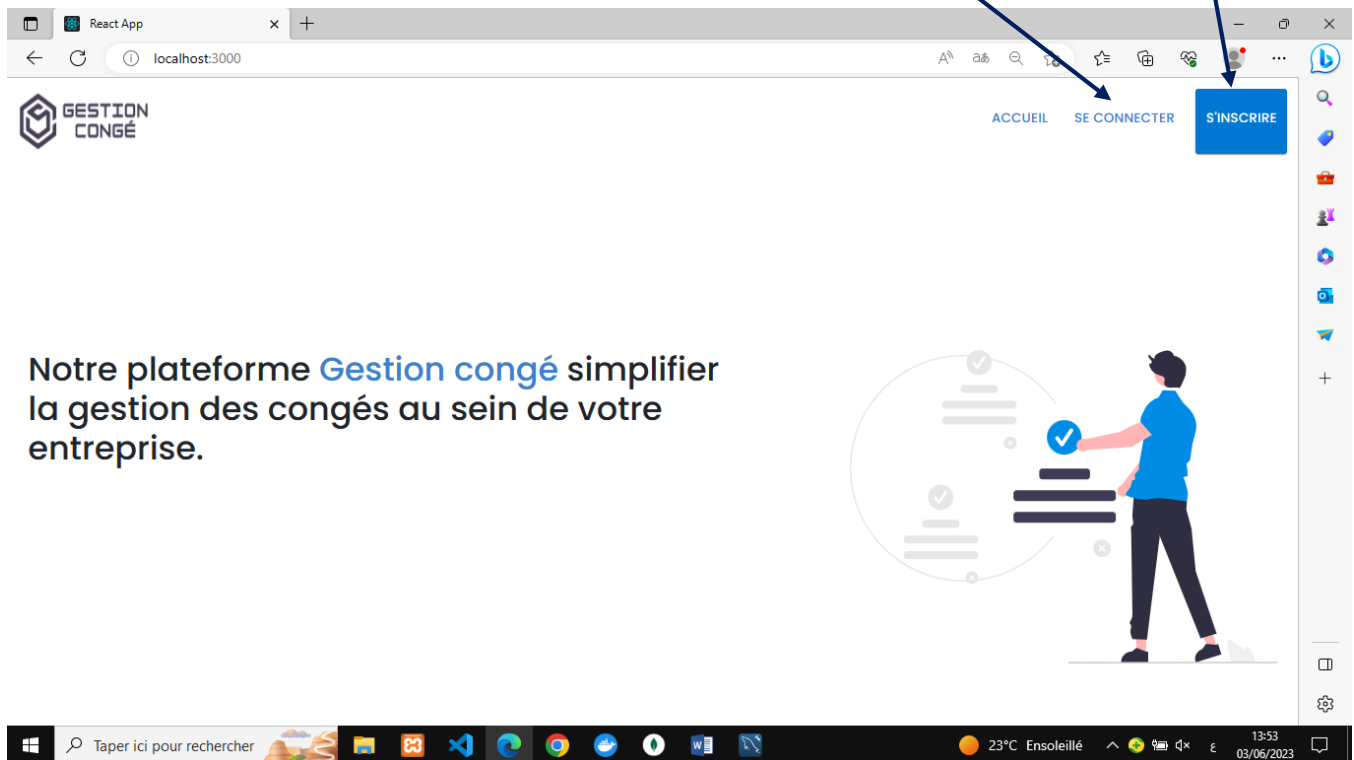 React App
localhost:3000
GESTION
CONGÉ
ACCUEIL SE CONNECTER S'INSCRIRE
Notre plateforme Gestion congé simplifier
la gestion des congés au sein de votre
entreprise.
Taper ici pour rechercher
23°C Ensoleillé
ع
13:53
03/06/2023